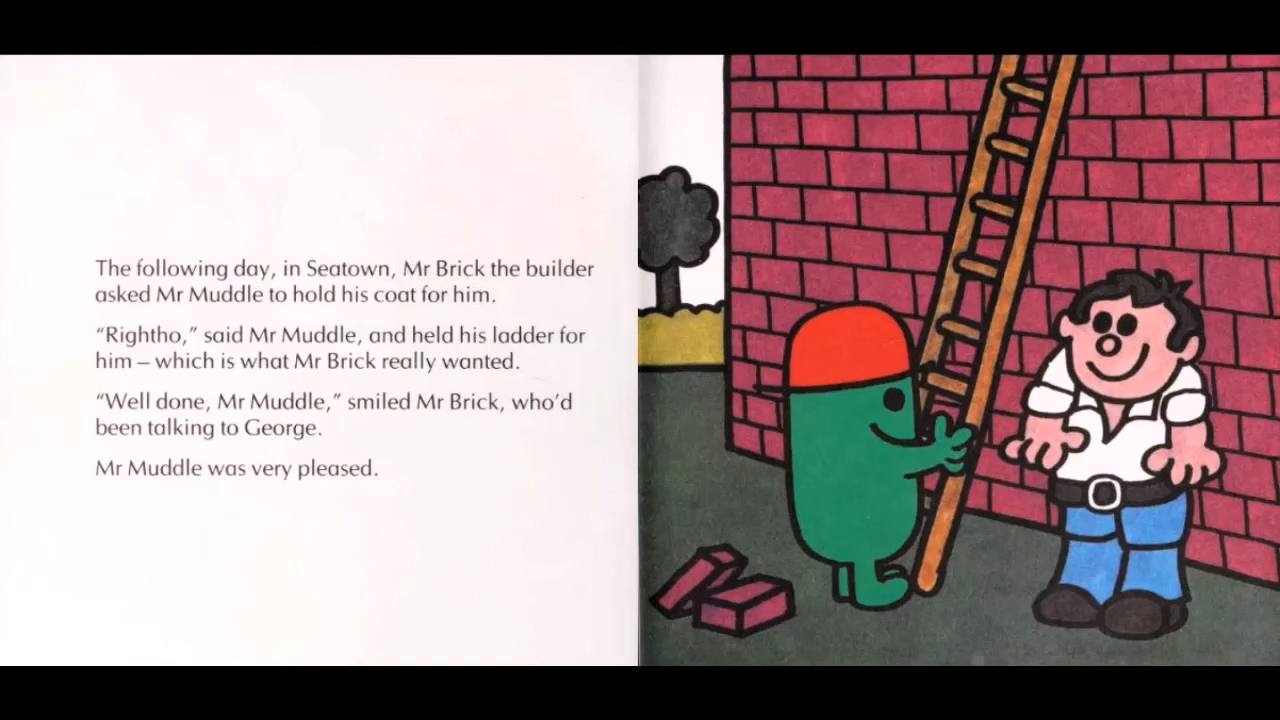 The following day, in Seatown, Mr Brick the builder
asked Mr Muddle to hold his coat for him.
“Rightho,” said Mr Muddle, and held his ladder for
him – which is what Mr Brick really wanted.
“Well done, Mr Muddle,” smiled Mr Brick, who’d
been talking to George.
Mr Muddle was very pleased.